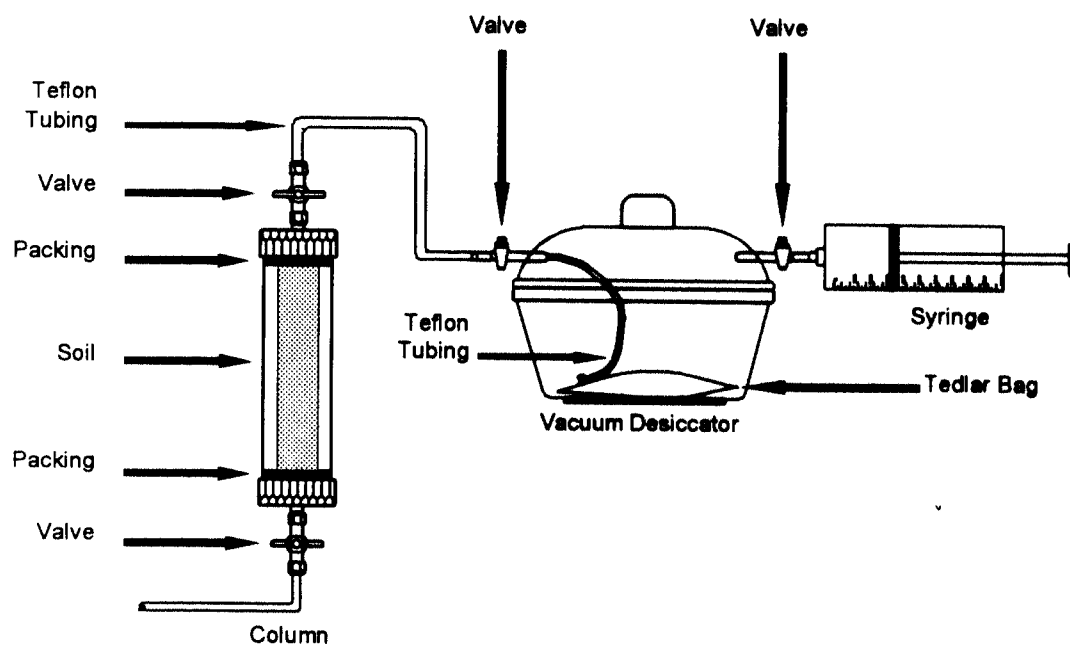 Valve
Valve
Teflon
Tubing
Valve
Packing
Soil
Packing
Valve
Column
Teflon
Tubing
Syringe
Tedlar Bag
Vacuum Desiccator